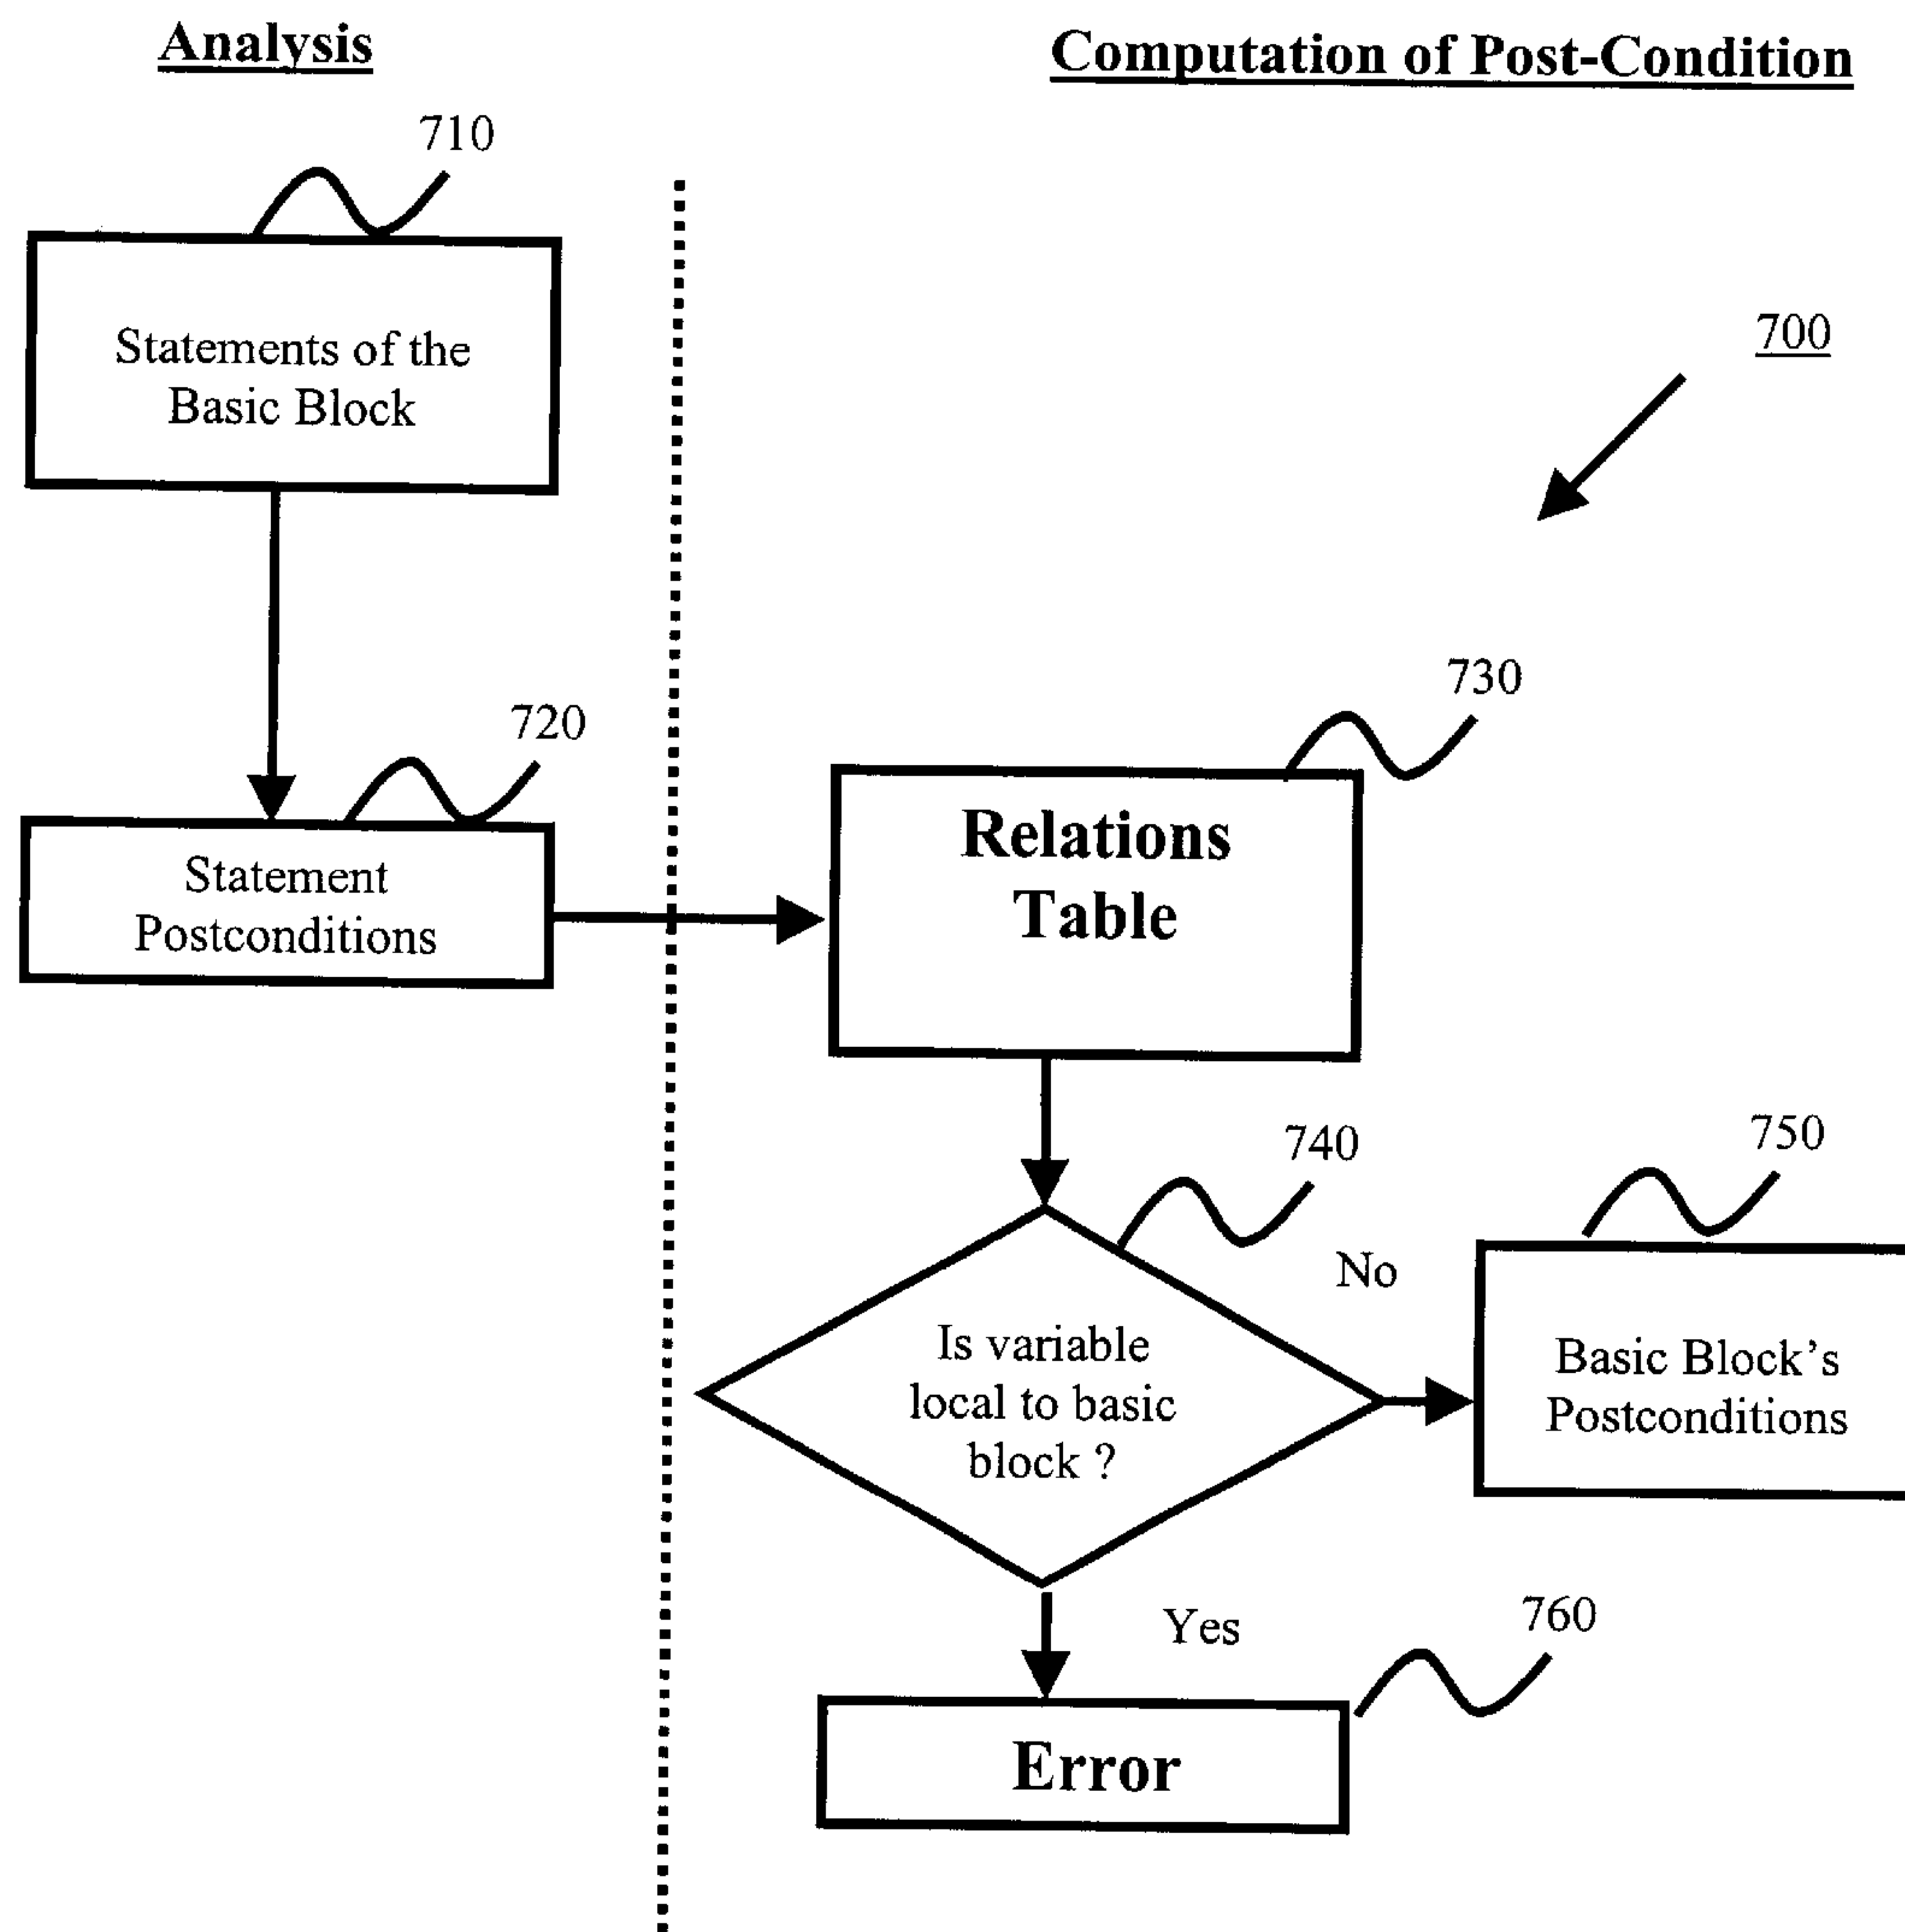 Analysis
Computation of Post-Condition
710
Statements of the
Basic Block
700
720
Statement
Postconditions
730
Relations
Table
740
750
No
Is variable
local to basic
block ?
Basic Block's
Postconditions
Yes
760
Error